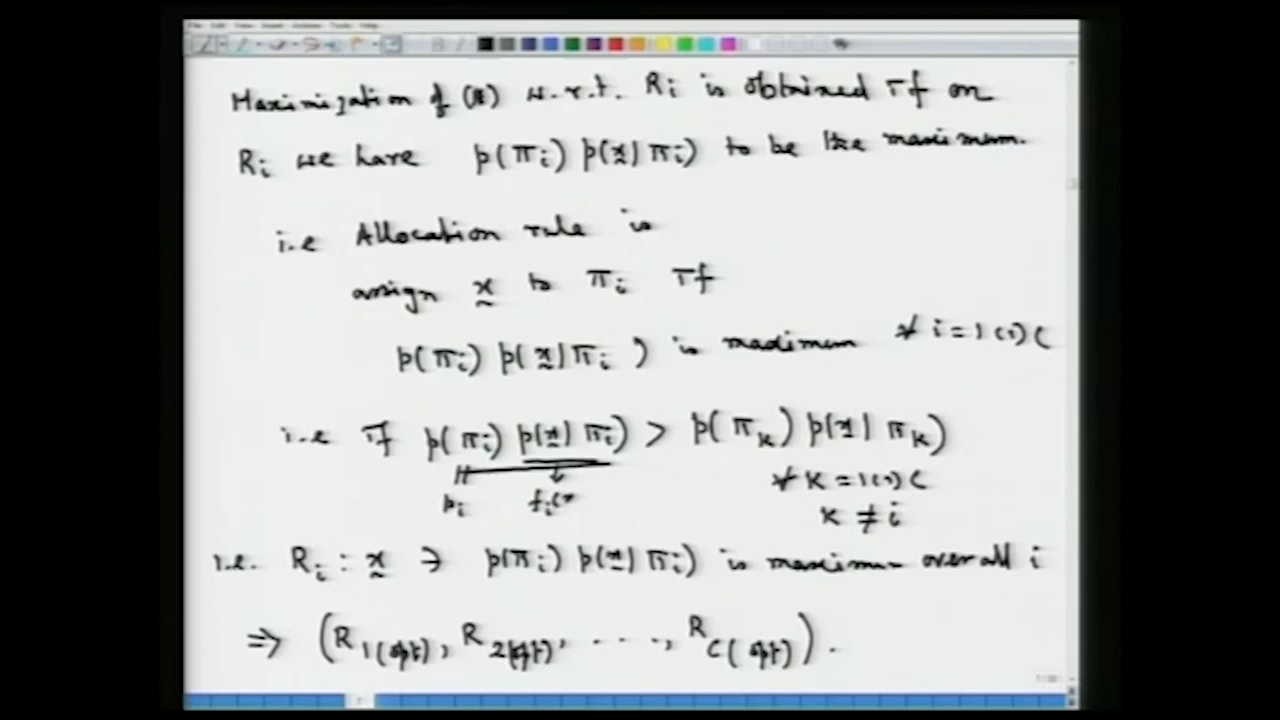 Maximization of (*) w.r.t. Ri is obtained if on
Ri we have p(πi) p(x|πi) to be the maximum.
i.e Allocation rule is
assign x to πi if
p(πi) p(x|πi) is maximum ∀ i=1(1)C
i.e if p(πi) p(x|πi) > p(πk) p(x|πk)
∀ k=1(1)C
pi fi(x
k ≠ i
i.e. Ri : x ∋ p(πi) p(x|πi) is maximum over all i
⇒ (R1(opt), R2(opt), ...., RC(opt)).